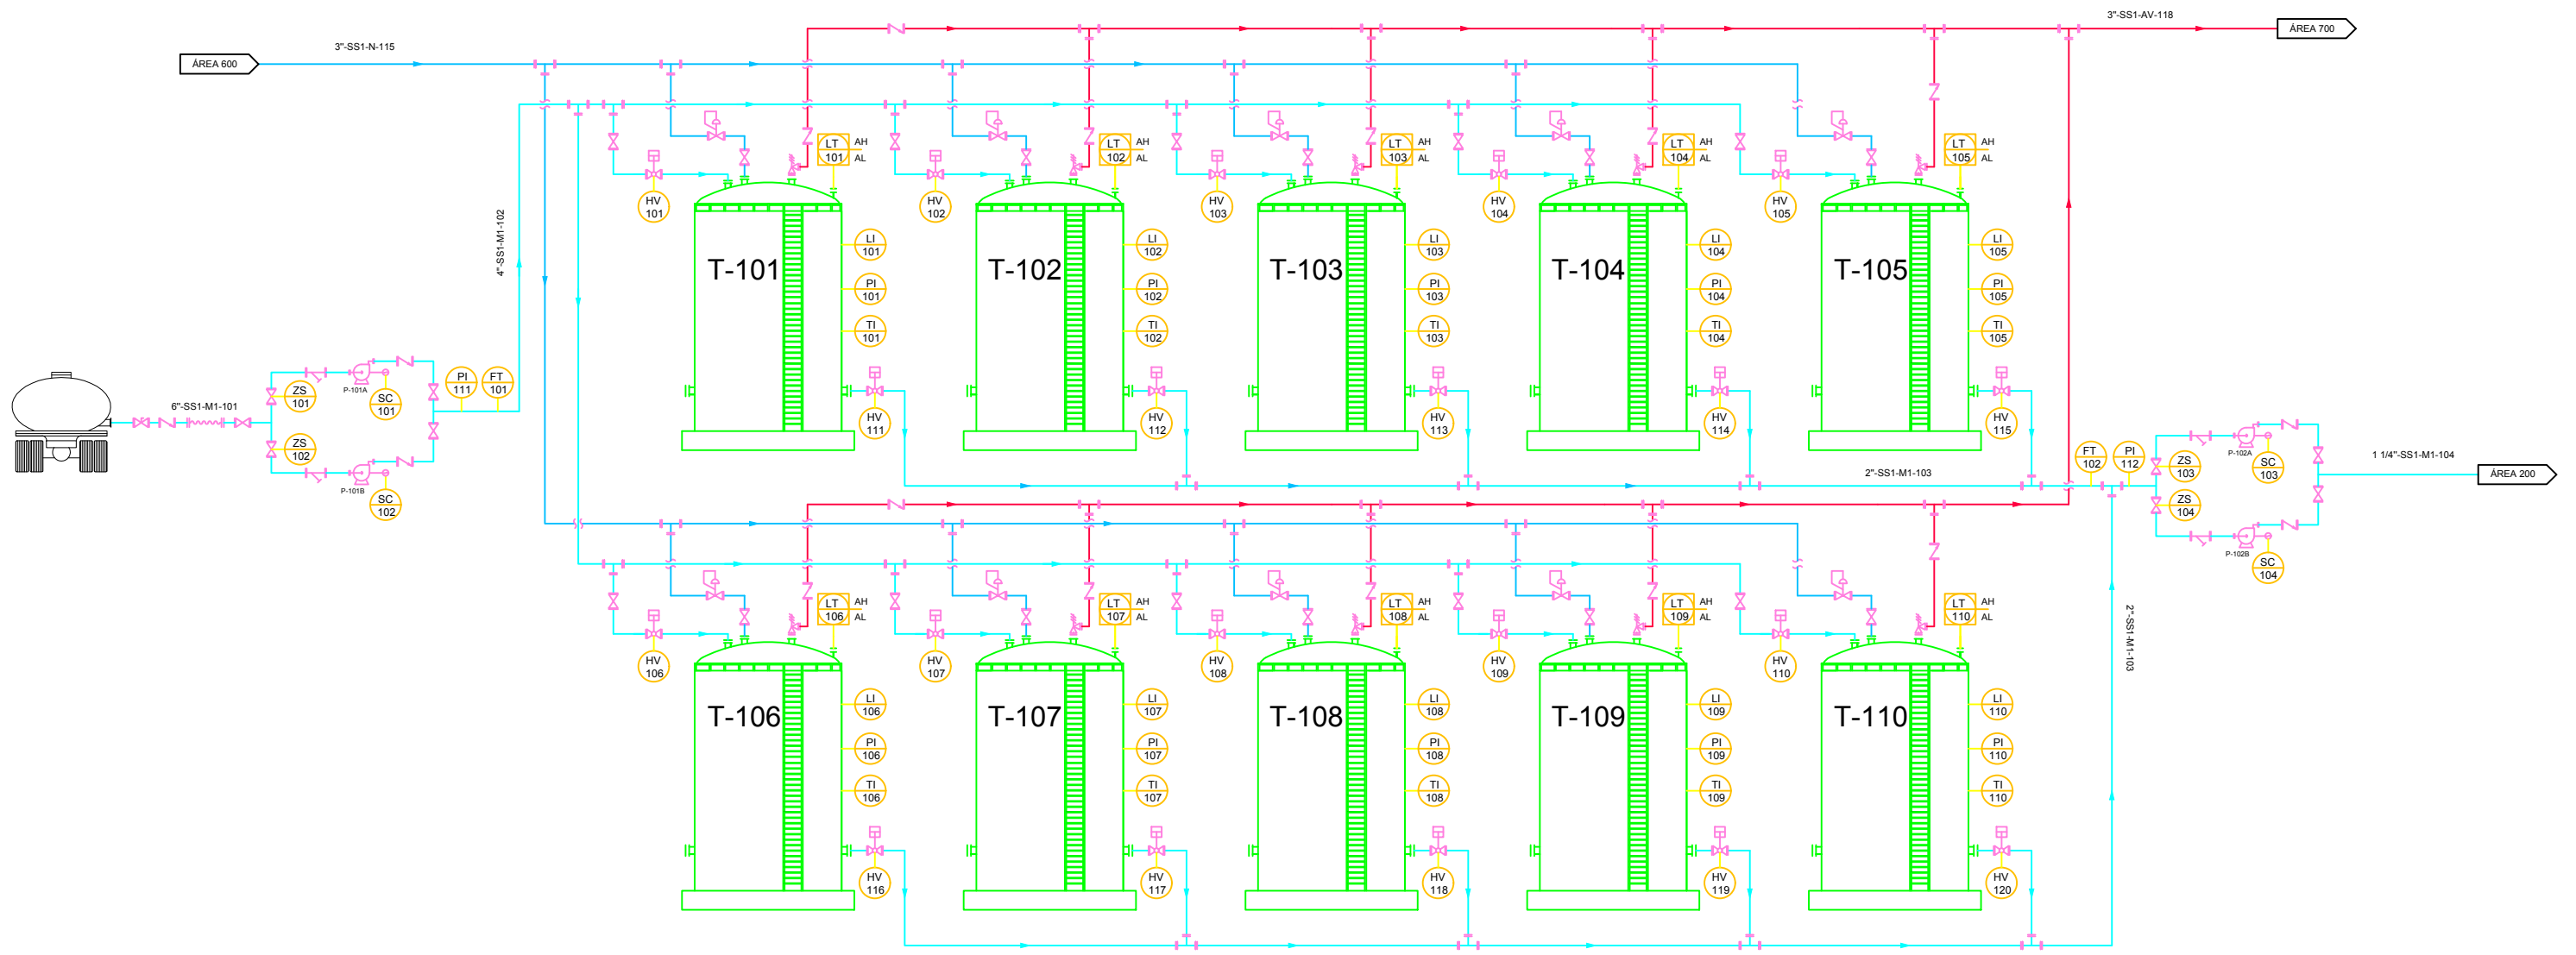 3"-SS1-AV-118
ÁREA 700
3"-SS1-N-115
ÁREA 600
LT
101
AH
AL
LT
102
AH
AL
LT
103
AH
AL
LT
104
AH
AL
LT
105
AH
AL
HV
101
HV
102
HV
103
HV
104
HV
105
4"-SS1-M1-102
T-101
T-102
T-103
T-104
T-105
LI
101
LI
102
LI
103
LI
104
LI
105
PI
101
PI
102
PI
103
PI
104
PI
105
TI
101
TI
102
TI
103
TI
104
TI
105
6"-SS1-M1-101
ZS
101
P-101A
SC
101
PI
111
FT
101
ZS
102
P-101B
SC
102
HV
111
HV
112
HV
113
HV
114
HV
115
2"-SS1-M1-103
FT
102
PI
112
ZS
103
P-102A
SC
103
1 1/4"-SS1-M1-104
ÁREA 200
ZS
104
P-102B
SC
104
2"-SS1-M1-103
LT
106
AH
AL
LT
107
AH
AL
LT
108
AH
AL
LT
109
AH
AL
LT
110
AH
AL
HV
106
HV
107
HV
108
HV
109
HV
110
T-106
T-107
T-108
T-109
T-110
LI
106
LI
107
LI
108
LI
109
LI
110
PI
106
PI
107
PI
108
PI
109
PI
110
TI
106
TI
107
TI
108
TI
109
TI
110
HV
116
HV
117
HV
118
HV
119
HV
120